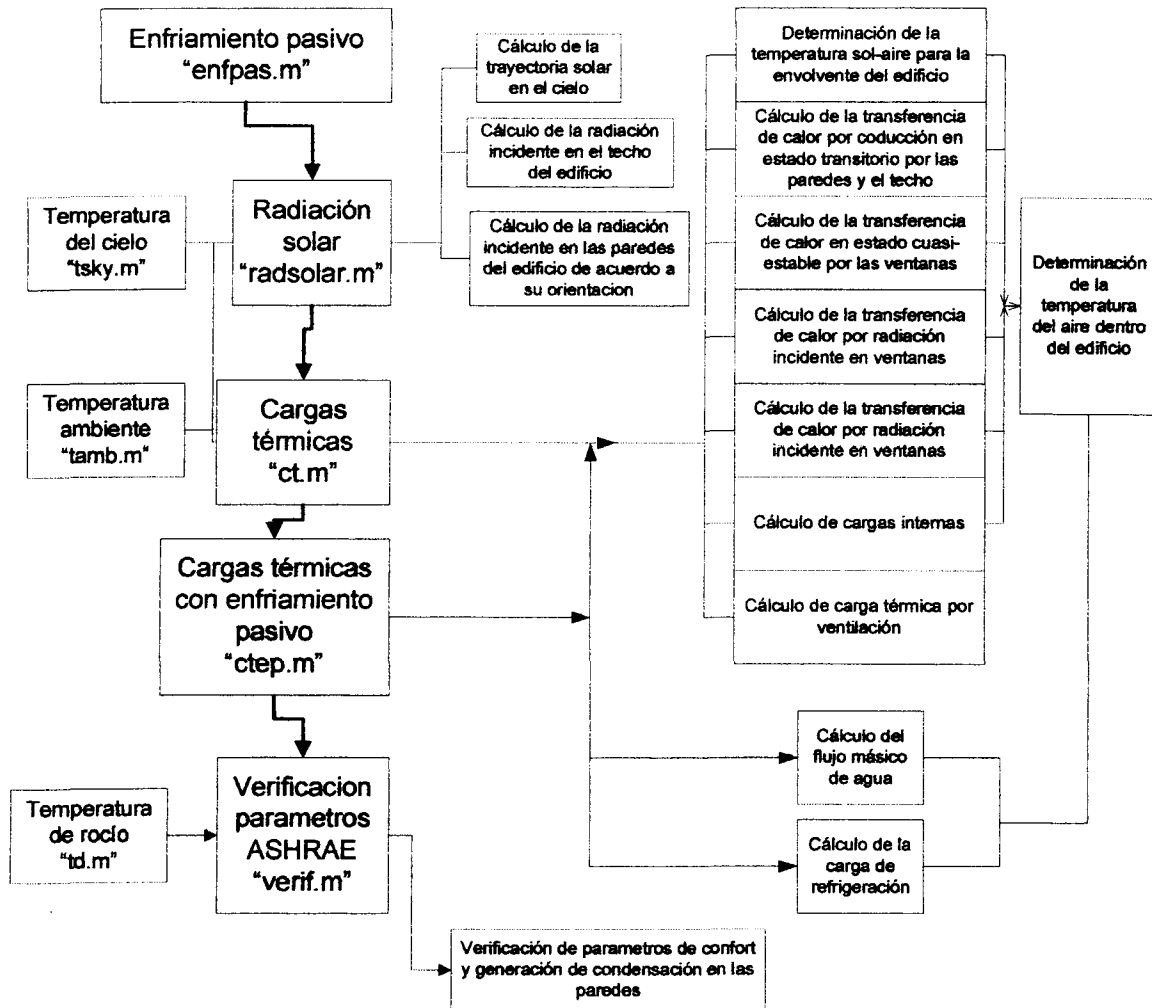 Enfriamiento pasivo
"enfpas.m"
Cálculo de la
trayectoria solar
en el cielo
Cálculo de la radiación
incidente en el techo
del edificio
Temperatura
del cielo
"tsky.m"
Radiación
solar
"radsolar.m"
Cálculo de la radiación
incidente en las paredes
del edificio de acuerdo a
su orientacion
Temperatura
ambiente
"tamb.m"
Cargas
térmicas
"ct.m"
Cargas térmicas
con enfriamiento
pasivo
"ctep.m"
Temperatura
de rocío
"td.m"
Verificacion
parametros
ASHRAE
"verif.m"
Verificación de parametros de confort
y generación de condensación en las
paredes
Determinación de la
temperatura sol-aire para la
envolvente del edificio
Cálculo de la transferencia
de calor por coducción en
estado transitorio por las
paredes y el techo
Cálculo de la transferencia
de calor en estado cuasi-
estable por las ventanas
Cálculo de la transferencia
de calor por radiación
incidente en ventanas
Cálculo de la transferencia
de calor por radiación
incidente en ventanas
Cálculo de cargas internas
Cálculo de carga térmica por
ventilación
Determinación
de la
temperatura
del aire dentro
del edificio
Cálculo del
flujo másico
de agua
Cálculo de la
carga de
refrigeración